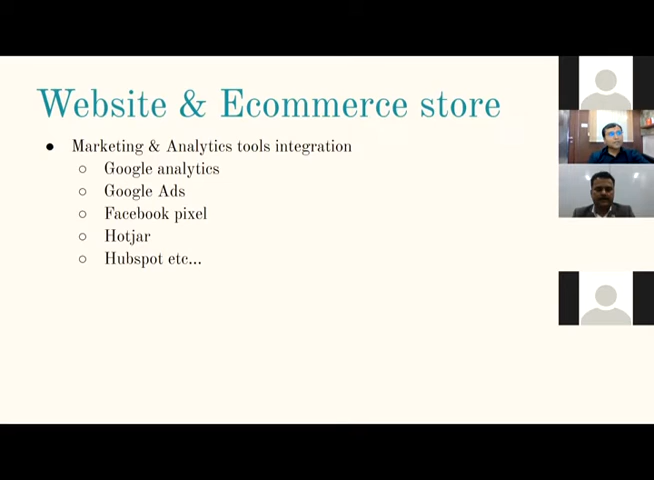 Website & Ecommerce store
● Marketing & Analytics tools integration
○ Google analytics
○ Google Ads
○ Facebook pixel
○ Hotjar
○ Hubspot etc...